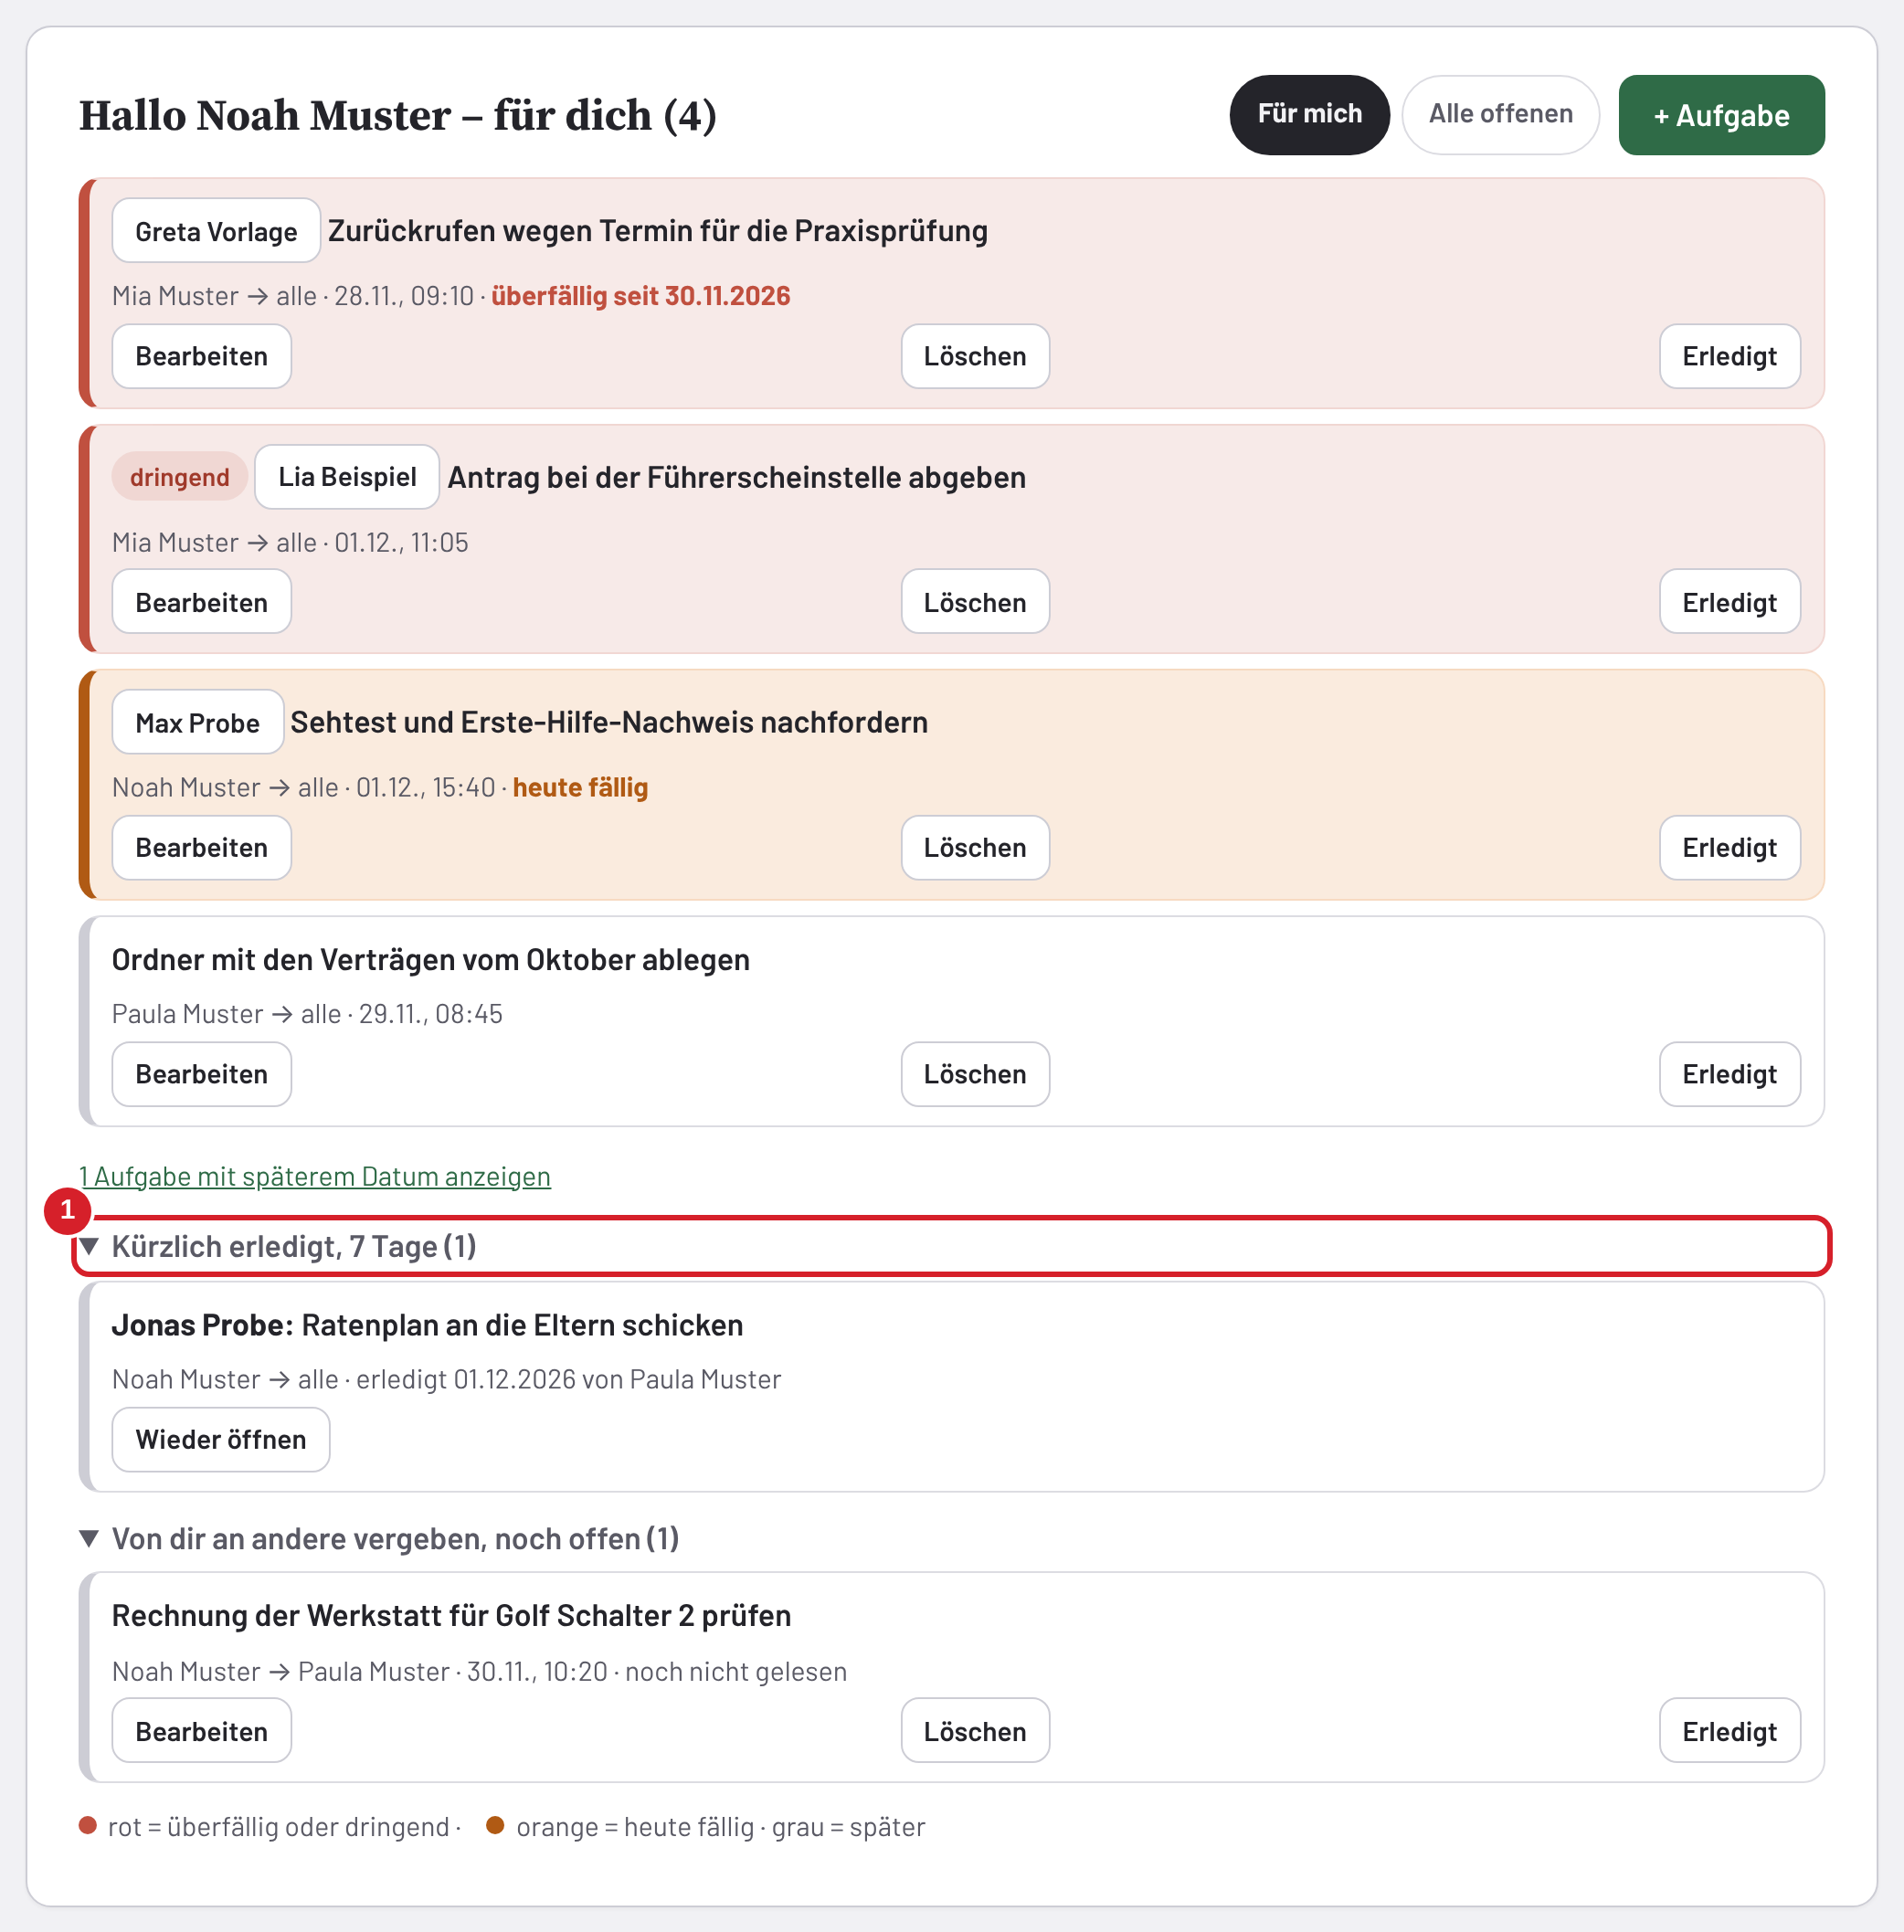 Hallo Noah Muster – für dich (4)
Für mich
Alle offenen
+ Aufgabe
Greta Vorlage Zurückrufen wegen Termin für die Praxisprüfung
Mia Muster → alle · 28.11., 09:10 · überfällig seit 30.11.2026
Bearbeiten
Löschen
Erledigt
dringend Lia Beispiel Antrag bei der Führerscheinstelle abgeben
Mia Muster → alle · 01.12., 11:05
Bearbeiten
Löschen
Erledigt
Max Probe Sehtest und Erste-Hilfe-Nachweis nachfordern
Noah Muster → alle · 01.12., 15:40 · heute fällig
Bearbeiten
Löschen
Erledigt
Ordner mit den Verträgen vom Oktober ablegen
Paula Muster → alle · 29.11., 08:45
Bearbeiten
Löschen
Erledigt
1 Aufgabe mit späterem Datum anzeigen
1
▼ Kürzlich erledigt, 7 Tage (1)
Jonas Probe: Ratenplan an die Eltern schicken
Noah Muster → alle · erledigt 01.12.2026 von Paula Muster
Wieder öffnen
▼ Von dir an andere vergeben, noch offen (1)
Rechnung der Werkstatt für Golf Schalter 2 prüfen
Noah Muster → Paula Muster · 30.11., 10:20 · noch nicht gelesen
Bearbeiten
Löschen
Erledigt
rot = überfällig oder dringend · orange = heute fällig · grau = später